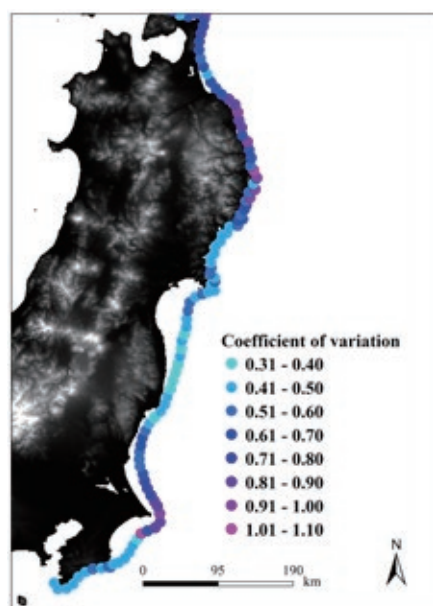 3
Coefficient of variation
0.31 - 0.40
0.41 - 0.50
0.51 - 0.60
0.61 - 0.70
0.71 - 0.80
0.81 - 0.90
0.91 - 1.00
1.01 - 1.10
N
0 95 190
km